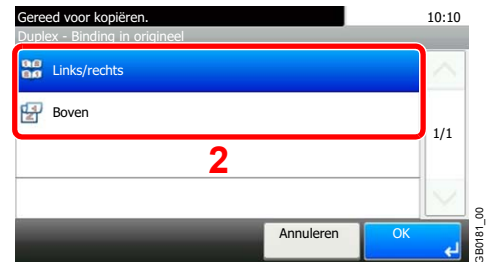 Gereed voor kopiëren. 10:10
Duplex - Binding in origineel
Links/rechts
Boven
1/1
2
Annuleren OK
GB0181_00